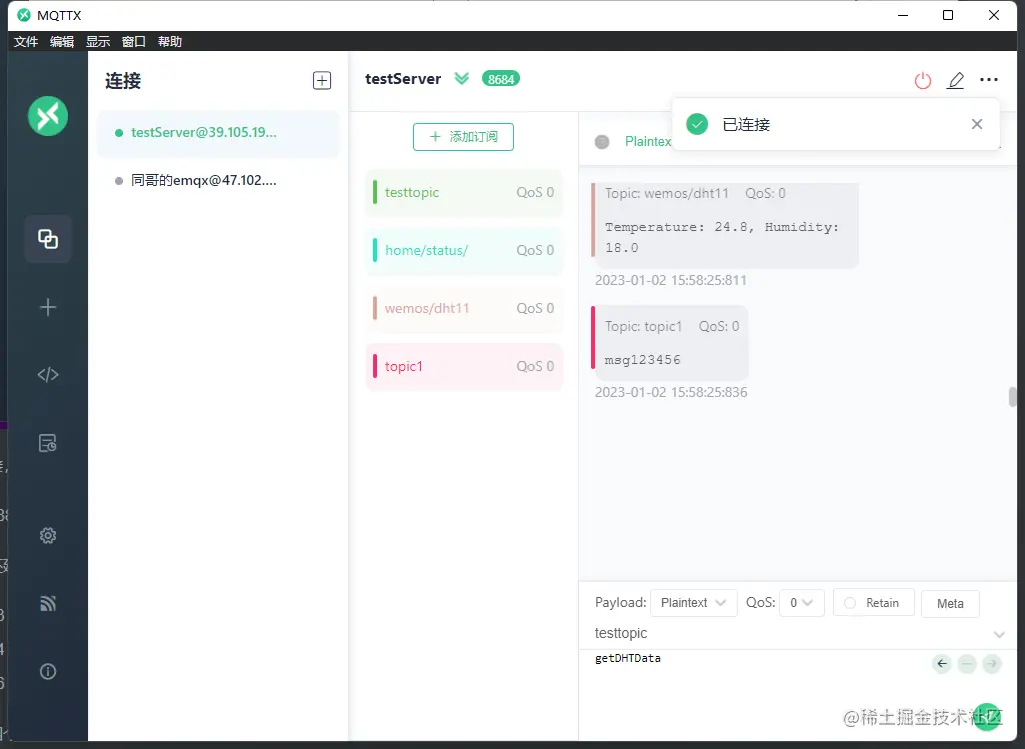 MQTTX
文件 编辑 显示 窗口 帮助
连接
testServer@39.105.19...
同哥的emqx@47.102....
testServer 8684
已连接
添加订阅
testtopic QoS 0
home/status/ QoS 0
wemos/dht11 QoS 0
topic1 QoS 0
Plaintex
Topic: wemos/dht11 QoS: 0
Temperature: 24.8, Humidity:
18.0
2023-01-02 15:58:25:811
Topic: topic1 QoS: 0
msg123456
2023-01-02 15:58:25:836
Payload: Plaintext QoS: 0 Retain Meta
testtopic
getDHTData
@稀土掘金技术社区